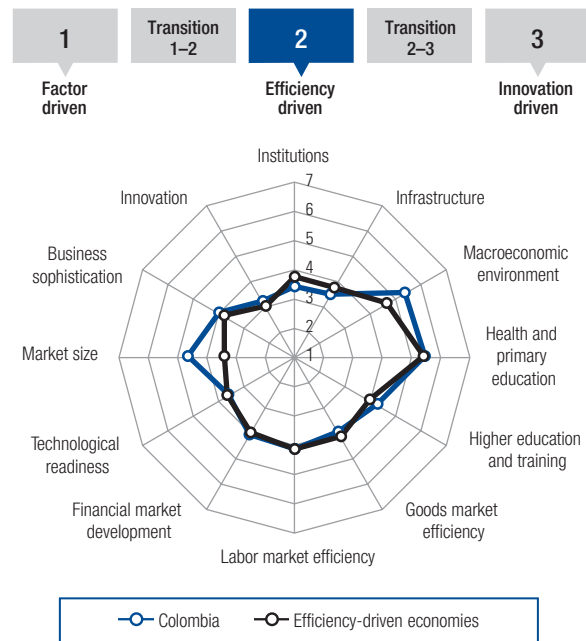 1
Transition
1–2
2
Transition
2–3
3
Factor
driven
Efficiency
driven
Innovation
driven
Institutions
Infrastructure
Macroeconomic
environment
Health and
primary
education
Higher education
and training
Goods market
efficiency
Labor market efficiency
Financial market
development
Technological
readiness
Market size
Business
sophistication
Innovation
7
6
5
4
3
2
1
Colombia
Efficiency-driven economies